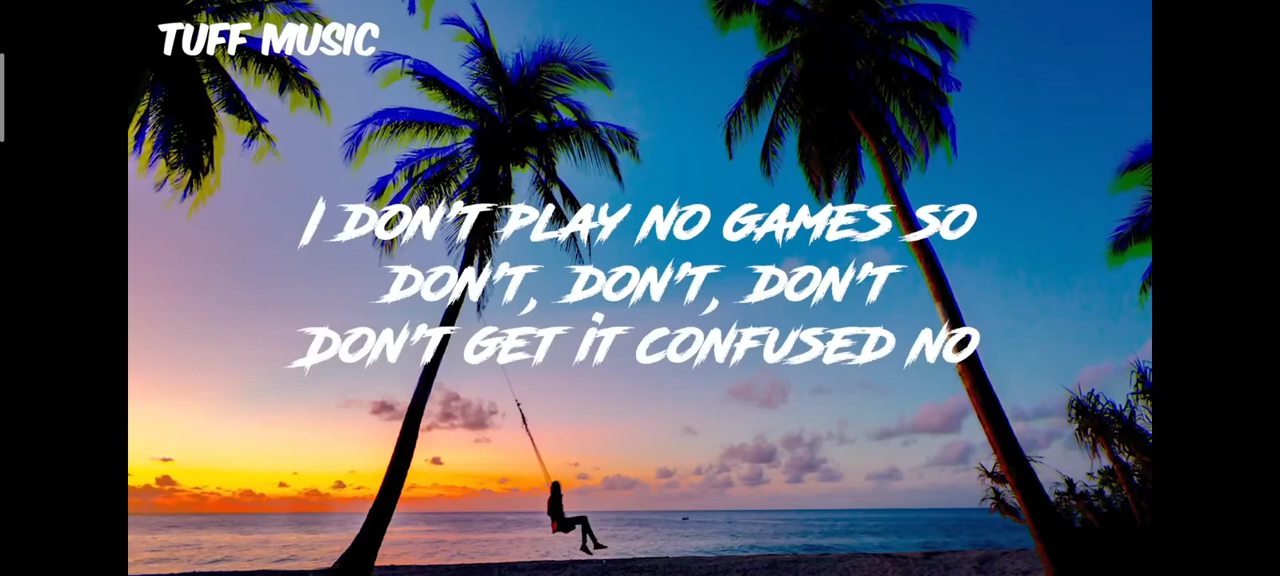 TUFF MUSIC
I DON'T PLAY NO GAMES SO
DON'T, DON'T, DON'T
DON'T GET IT CONFUSED NO